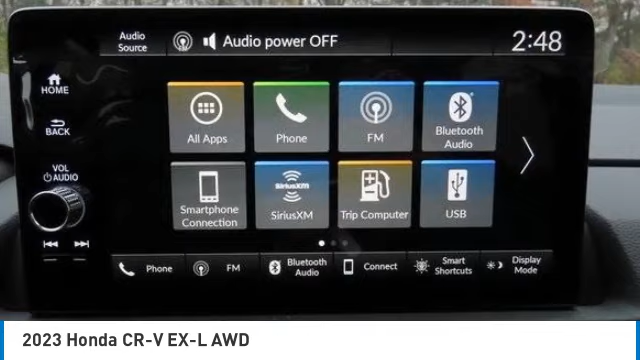 Audio
Source
Audio power OFF
2:48
HOME
BACK
VOL
AUDIO
All Apps
Phone
FM
Bluetooth
Audio
Smartphone
Connection
SiriusXM
SiriusXM
Trip Computer
USB
Phone
FM
Bluetooth
Audio
Connect
Smart
Shortcuts
Display
Mode
2023 Honda CR-V EX-L AWD